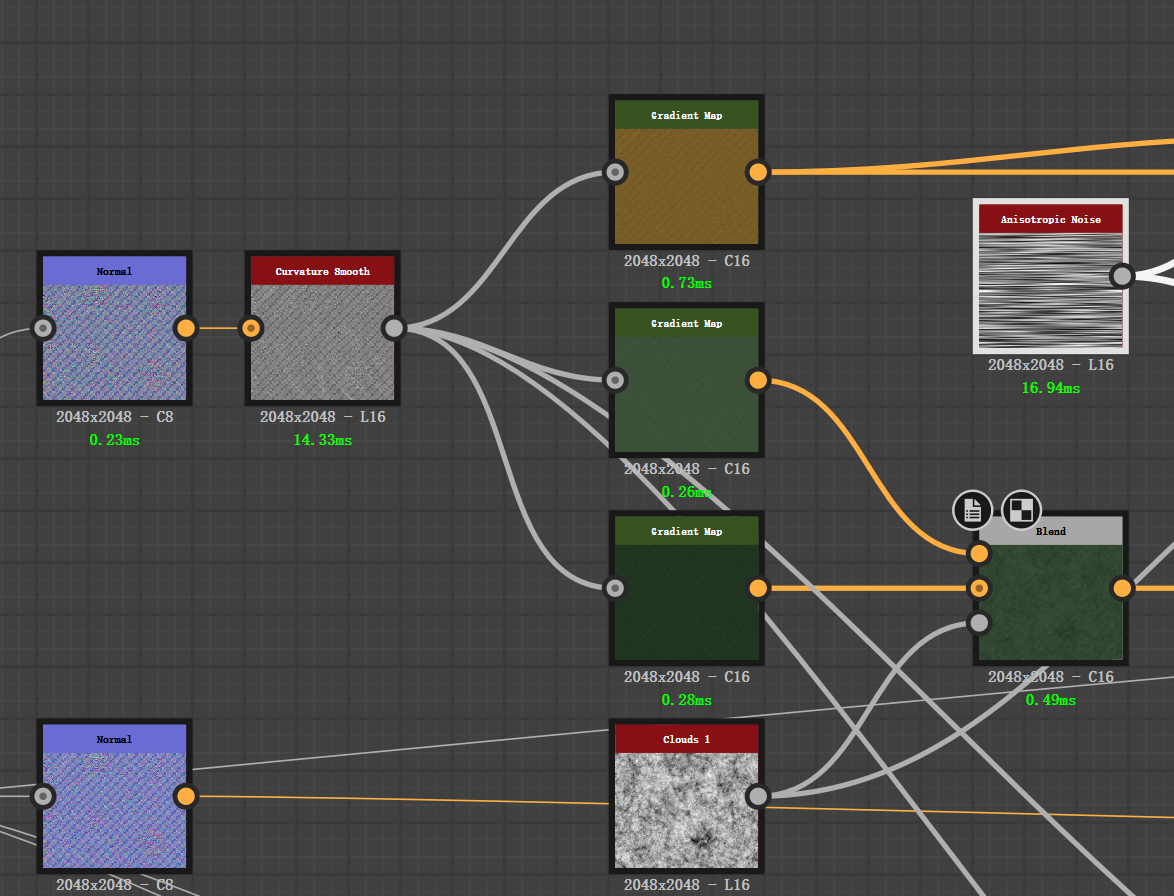 Gradient Map
2048x2048 - C16
0.73ms
Anisotropic Noise
2048x2048 - L16
16.94ms
Normal
2048x2048 - C8
0.23ms
Curvature Smooth
2048x2048 - L16
14.33ms
Gradient Map
2048x2048 - C16
0.26ms
Gradient Map
2048x2048 - C16
0.28ms
Blend
2048x2048 - C16
0.49ms
Normal
2048x2048 - C8
Clouds 1
2048x2048 - L16